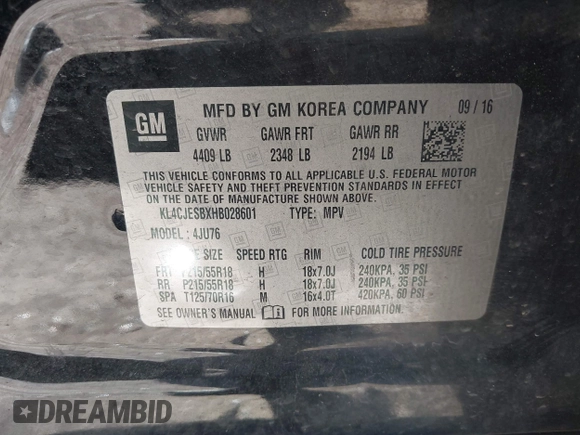 GM
MFD BY GM KOREA COMPANY 09/16
GVWR GAWR FRT GAWR RR
4409 LB 2348 LB 2194 LB
THIS VEHICLE CONFORMS TO ALL APPLICABLE U.S. FEDERAL MOTOR
VEHICLE SAFETY AND THEFT PREVENTION STANDARDS IN EFFECT
ON THE DATE OF MANUFACTURE SHOWN ABOVE.
KL4CJESBXHB028601 TYPE: MPV
MODEL: 4JU76
TIRE SIZE SPEED RTG RIM COLD TIRE PRESSURE
FRT P215/55R18 H 18x7.0J 240KPA, 35 PSI
RR P215/55R18 H 18x7.0J 240KPA, 35 PSI
SPA T125/70R16 M 16x4.0T 420KPA, 60 PSI
SEE OWNER'S MANUAL FOR MORE INFORMATION
DREAMBID